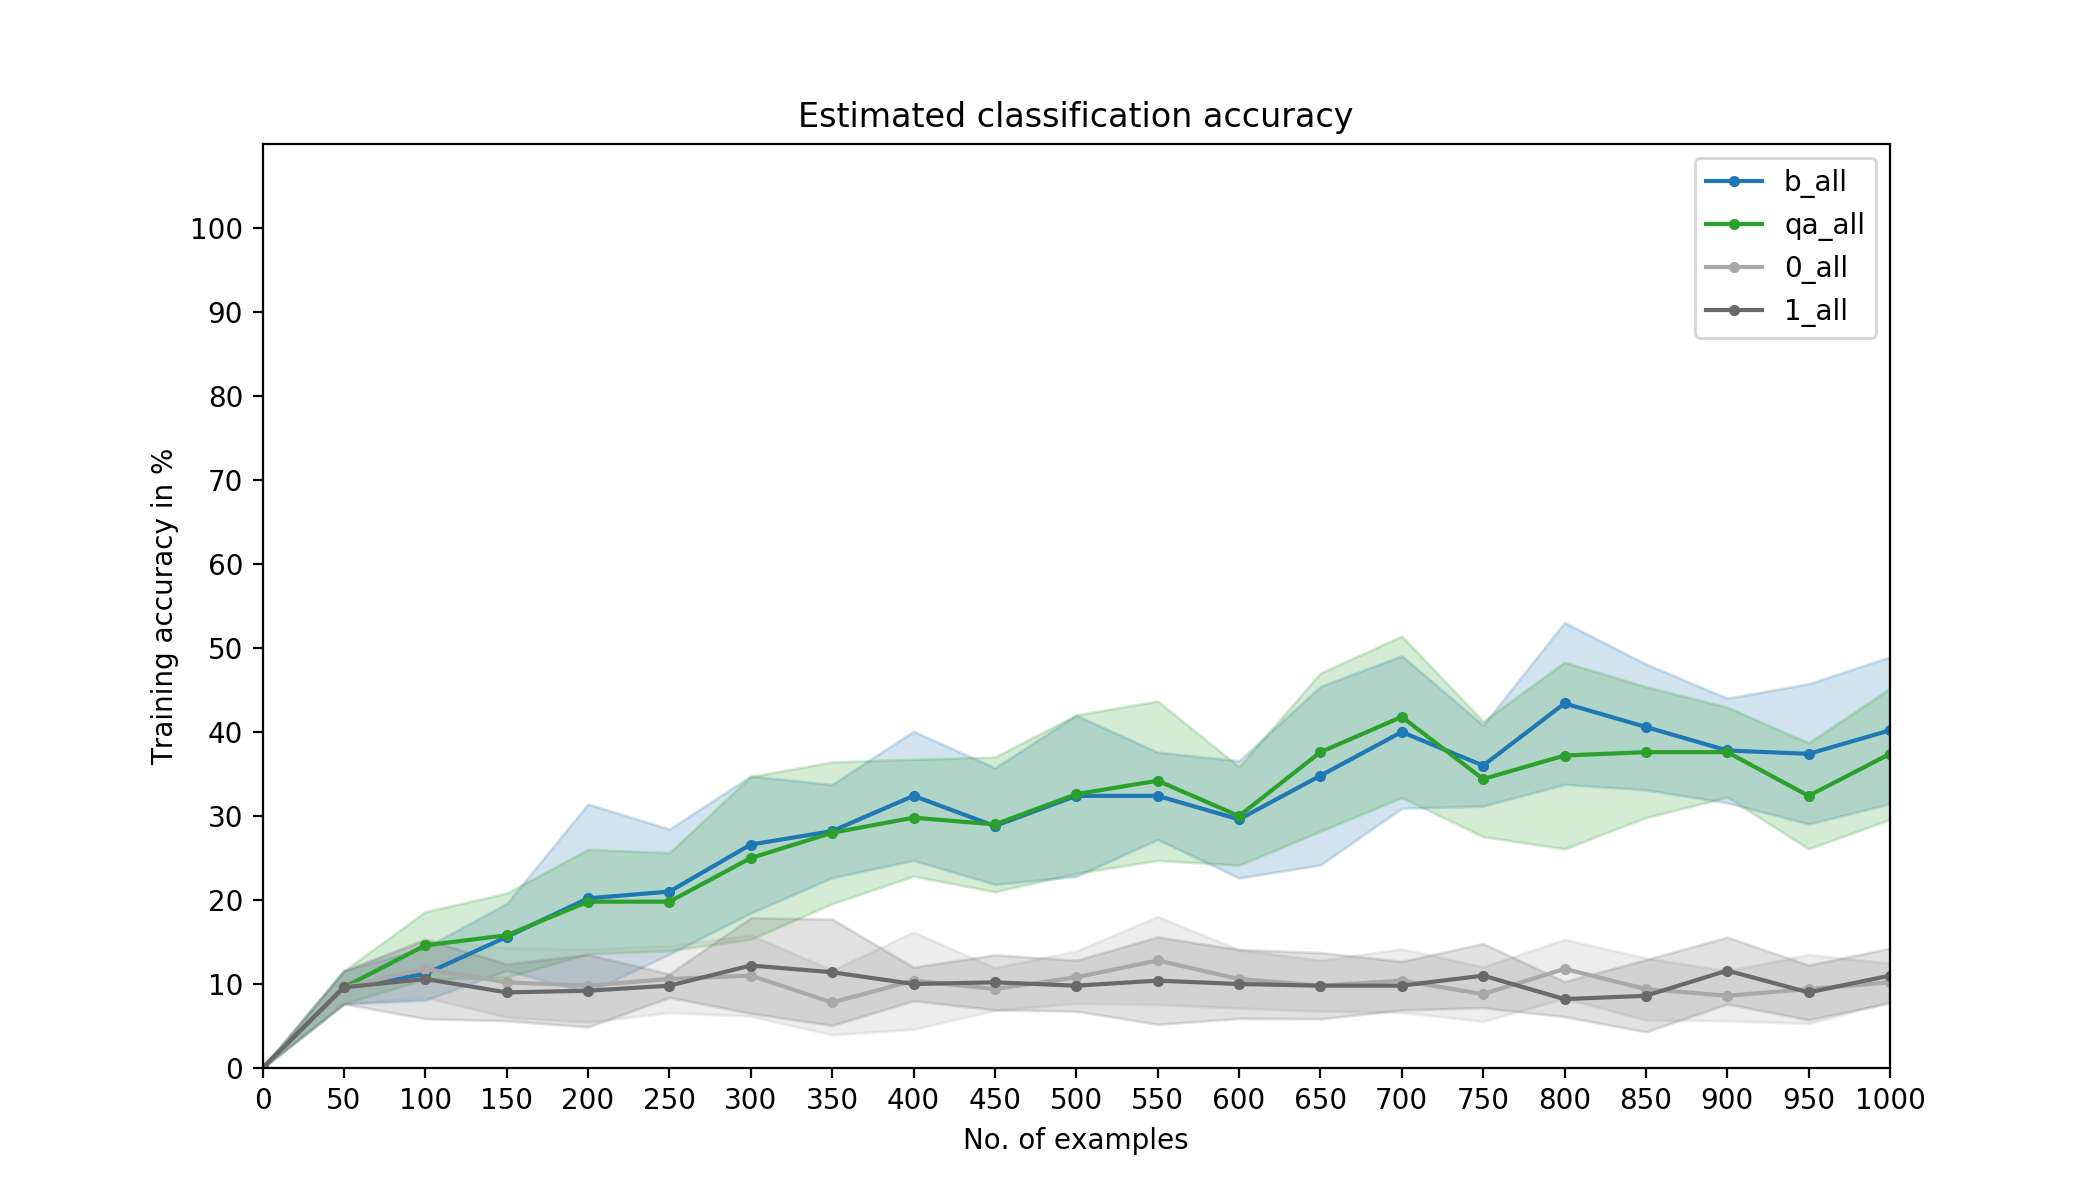 Estimated classification accuracy
b_all
qa_all
0_all
1_all
Training accuracy in %
100
90
80
70
60
50
40
30
20
10
0
0 50 100 150 200 250 300 350 400 450 500 550 600 650 700 750 800 850 900 950 1000
No. of examples